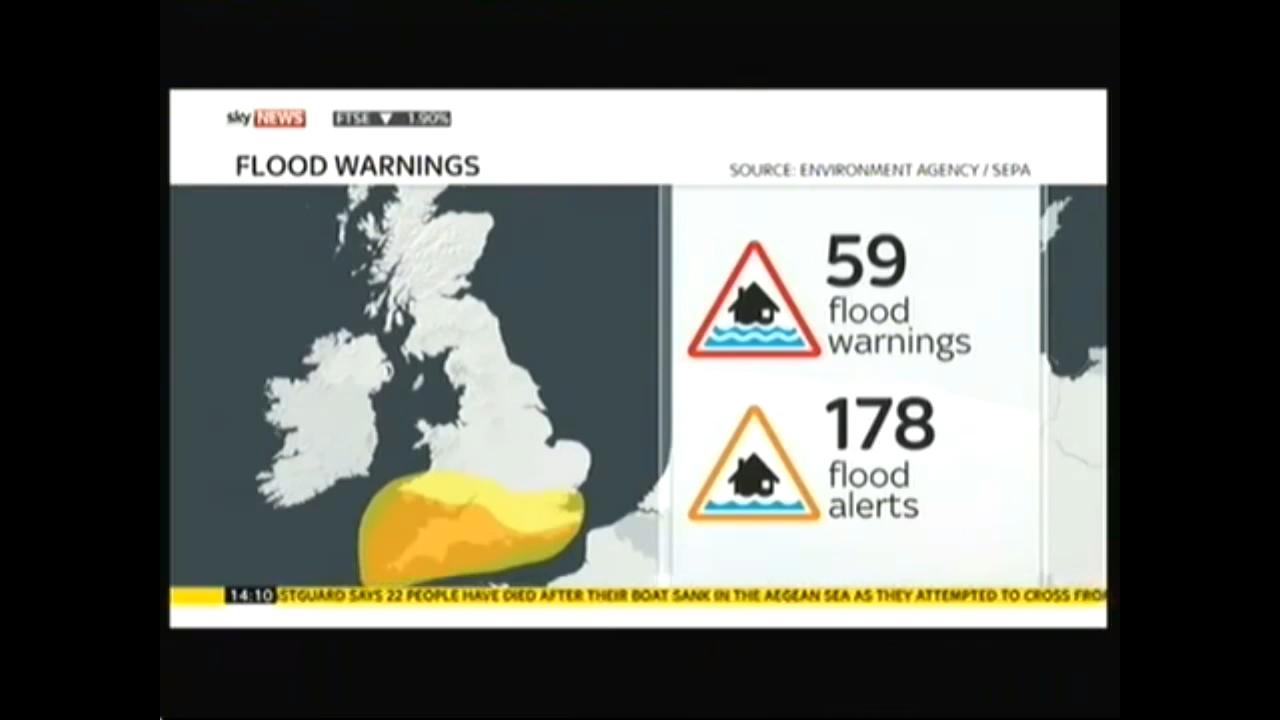 sky NEWS FTSE ▼ 1.90%
FLOOD WARNINGS
SOURCE: ENVIRONMENT AGENCY / SEPA
59
flood
warnings
178
flood
alerts
14:10 STGUARD SAYS 22 PEOPLE HAVE DIED AFTER THEIR BOAT SANK IN THE AEGEAN SEA AS THEY ATTEMPTED TO CROSS FRO